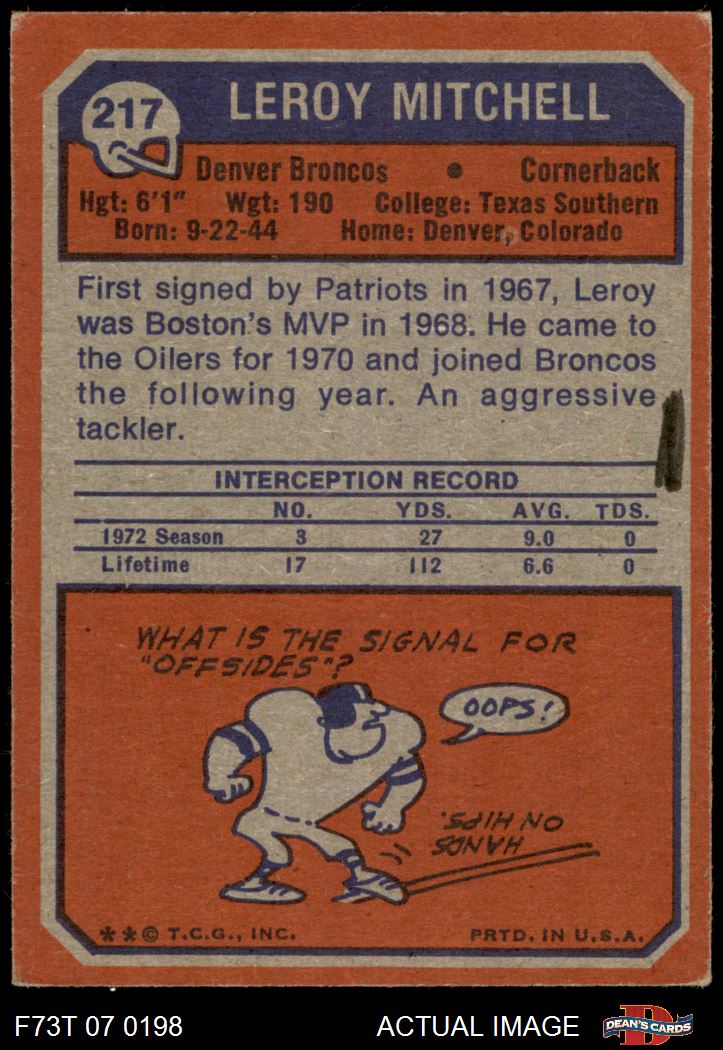 217
LEROY MITCHELL
Denver Broncos • Cornerback
Hgt: 6'1" Wgt: 190 College: Texas Southern
Born: 9-22-44 Home: Denver, Colorado
First signed by Patriots in 1967, Leroy
was Boston's MVP in 1968. He came to
the Oilers for 1970 and joined Broncos
the following year. An aggressive
tackler.
INTERCEPTION RECORD
NO. YDS. AVG. TDS.
1972 Season 3 27 9.0 0
Lifetime 17 112 6.6 0
WHAT IS THE SIGNAL FOR
"OFFSIDES"?
OOPS!
HANDS
ON HIPS.
**© T.C.G., INC. PRTD. IN U.S.A.
F73T 07 0198 ACTUAL IMAGE DEAN'S CARDS